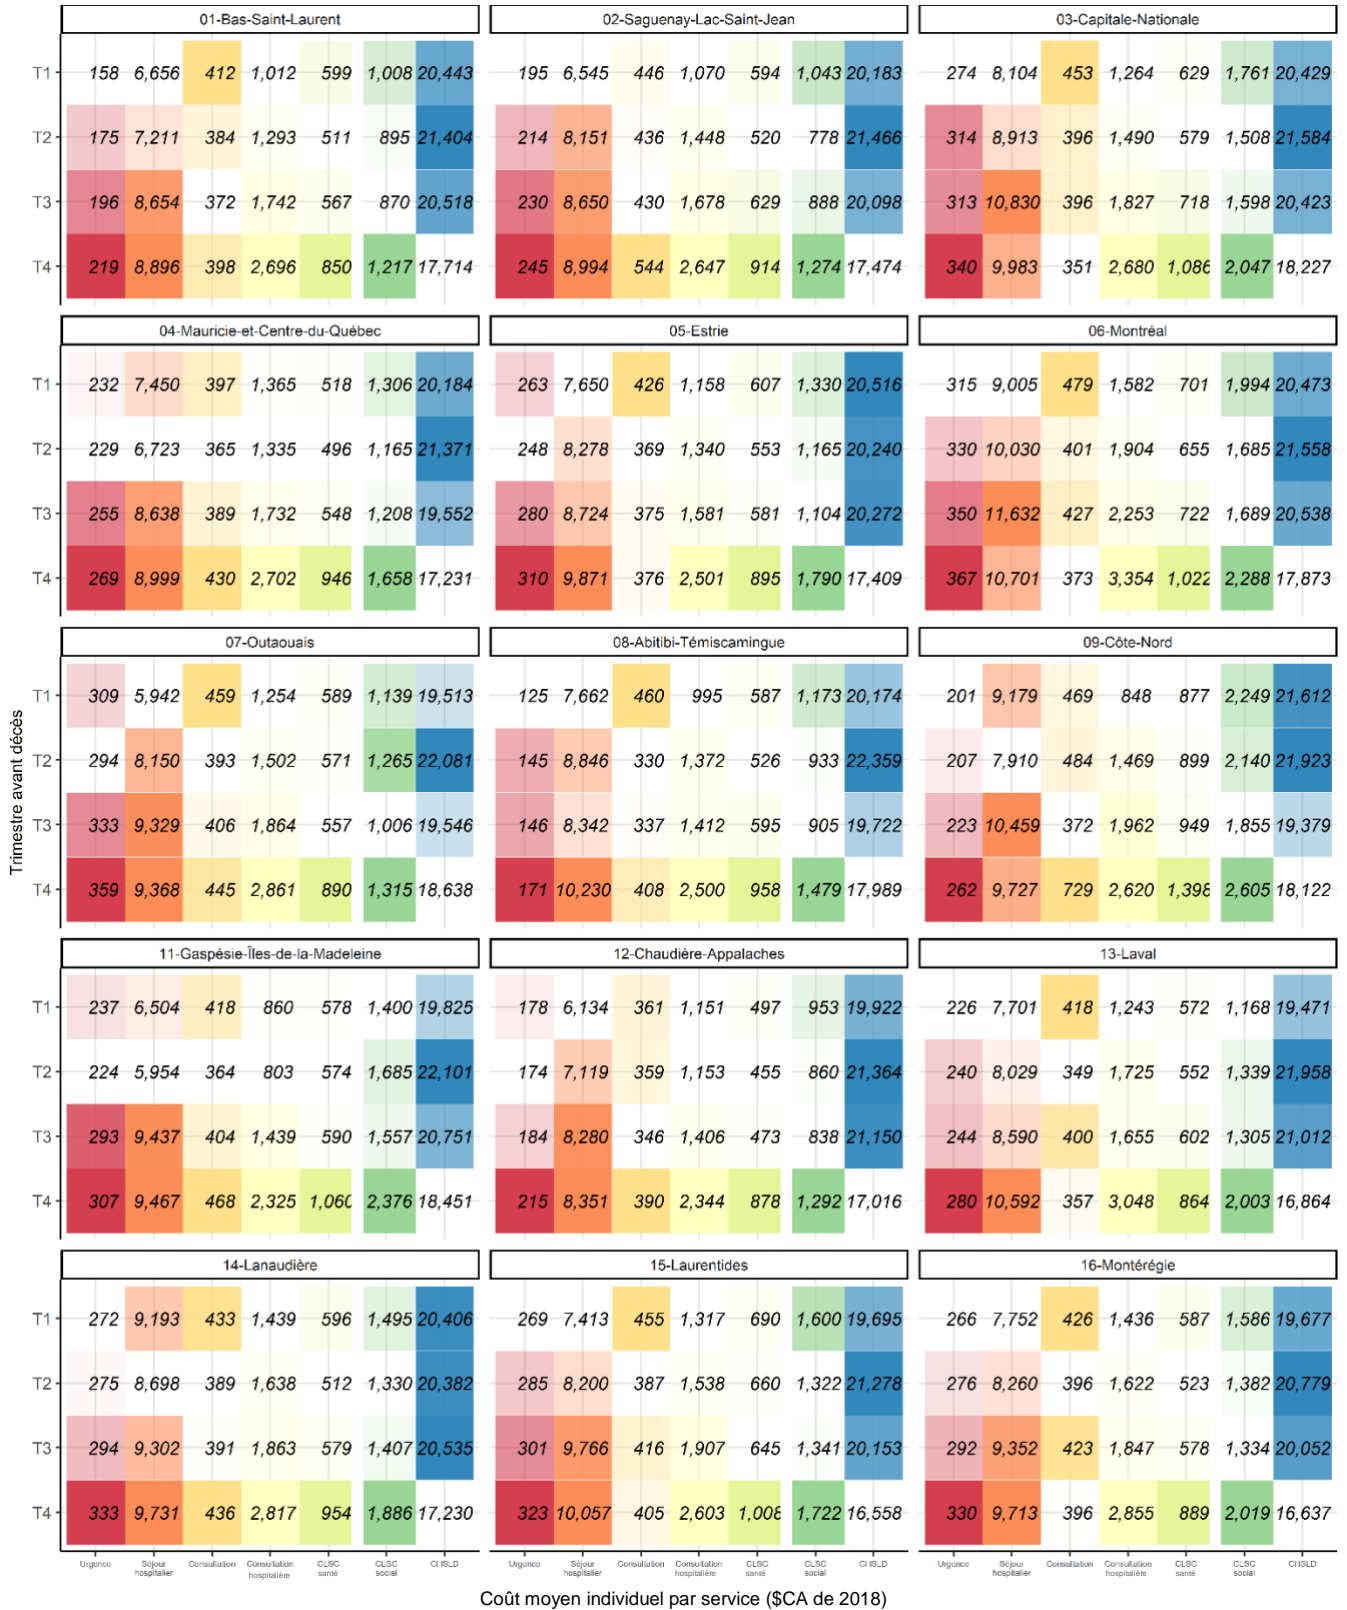 01-Bas-Saint-Laurent 02-Saguenay-Lac-Saint-Jean 03-Capitale-Nationale
T1 158 6,656 412 1,012 599 1,008 20,443 195 6,545 446 1,070 594 1,043 20,183 274 8,104 453 1,264 629 1,761 20,429
T2 175 7,211 384 1,293 511 895 21,404 214 8,151 436 1,448 520 778 21,466 314 8,913 396 1,490 579 1,508 21,584
T3 196 8,654 372 1,742 567 870 20,518 230 8,650 430 1,678 629 888 20,098 313 10,830 396 1,827 718 1,598 20,423
T4 219 8,896 398 2,696 850 1,217 17,714 245 8,994 544 2,647 914 1,274 17,474 340 9,983 351 2,680 1,086 2,047 18,227
04-Mauricie-et-Centre-du-Québec 05-Estrie 06-Montréal
T1 232 7,450 397 1,365 518 1,306 20,184 263 7,650 426 1,158 607 1,330 20,516 315 9,005 479 1,582 701 1,994 20,473
T2 229 6,723 365 1,335 496 1,165 21,371 248 8,278 369 1,340 553 1,165 20,240 330 10,030 401 1,904 655 1,685 21,558
T3 255 8,638 389 1,732 548 1,208 19,552 280 8,724 375 1,581 581 1,104 20,272 350 11,632 427 2,253 722 1,689 20,538
T4 269 8,999 430 2,702 946 1,658 17,231 310 9,871 376 2,501 895 1,790 17,409 367 10,701 373 3,354 1,022 2,288 17,873
07-Outaouais 08-Abitibi-Témiscamingue 09-Côte-Nord
T1 309 5,942 459 1,254 589 1,139 19,513 125 7,662 460 995 587 1,173 20,174 201 9,179 469 848 877 2,249 21,612
T2 294 8,150 393 1,502 571 1,265 22,081 145 8,846 330 1,372 526 933 22,359 207 7,910 484 1,469 899 2,140 21,923
T3 333 9,329 406 1,864 557 1,006 19,546 146 8,342 337 1,412 595 905 19,722 223 10,459 372 1,962 949 1,855 19,379
T4 359 9,368 445 2,861 890 1,315 18,638 171 10,230 408 2,500 958 1,479 17,989 262 9,727 729 2,620 1,398 2,605 18,122
Trimestre avant décès
11-Gaspésie-Îles-de-la-Madeleine 12-Chaudière-Appalaches 13-Laval
T1 237 6,504 418 860 578 1,400 19,825 178 6,134 361 1,151 497 953 19,922 226 7,701 418 1,243 572 1,168 19,471
T2 224 5,954 364 803 574 1,685 22,101 174 7,119 359 1,153 455 860 21,364 240 8,029 349 1,725 552 1,339 21,958
T3 293 9,437 404 1,439 590 1,557 20,751 184 8,280 346 1,406 473 838 21,150 244 8,590 400 1,655 602 1,305 21,012
T4 307 9,467 468 2,325 1,060 2,376 18,451 215 8,351 390 2,344 878 1,292 17,016 280 10,592 357 3,048 864 2,003 16,864
14-Lanaudière 15-Laurentides 16-Montérégie
T1 272 9,193 433 1,439 596 1,495 20,406 269 7,413 455 1,317 690 1,600 19,695 266 7,752 426 1,436 587 1,586 19,677
T2 275 8,698 389 1,638 512 1,330 20,382 285 8,200 387 1,538 660 1,322 21,278 276 8,260 396 1,622 523 1,382 20,779
T3 294 9,302 391 1,863 579 1,407 20,535 301 9,766 416 1,907 645 1,341 20,153 292 9,352 423 1,847 578 1,334 20,052
T4 333 9,731 436 2,817 954 1,886 17,230 323 10,057 405 2,603 1,008 1,722 16,558 330 9,713 396 2,855 889 2,019 16,637
Urgence Séjour Consultation Consultation CLSC CLSC CHSLD Urgence Séjour Consultation Consultation CLSC CLSC CHSLD Urgence Séjour Consultation Consultation CLSC CLSC CHSLD
hospitalier hospitalière santé social hospitalier hospitalière santé social hospitalier hospitalière santé social
Coût moyen individuel par service ($CA de 2018)